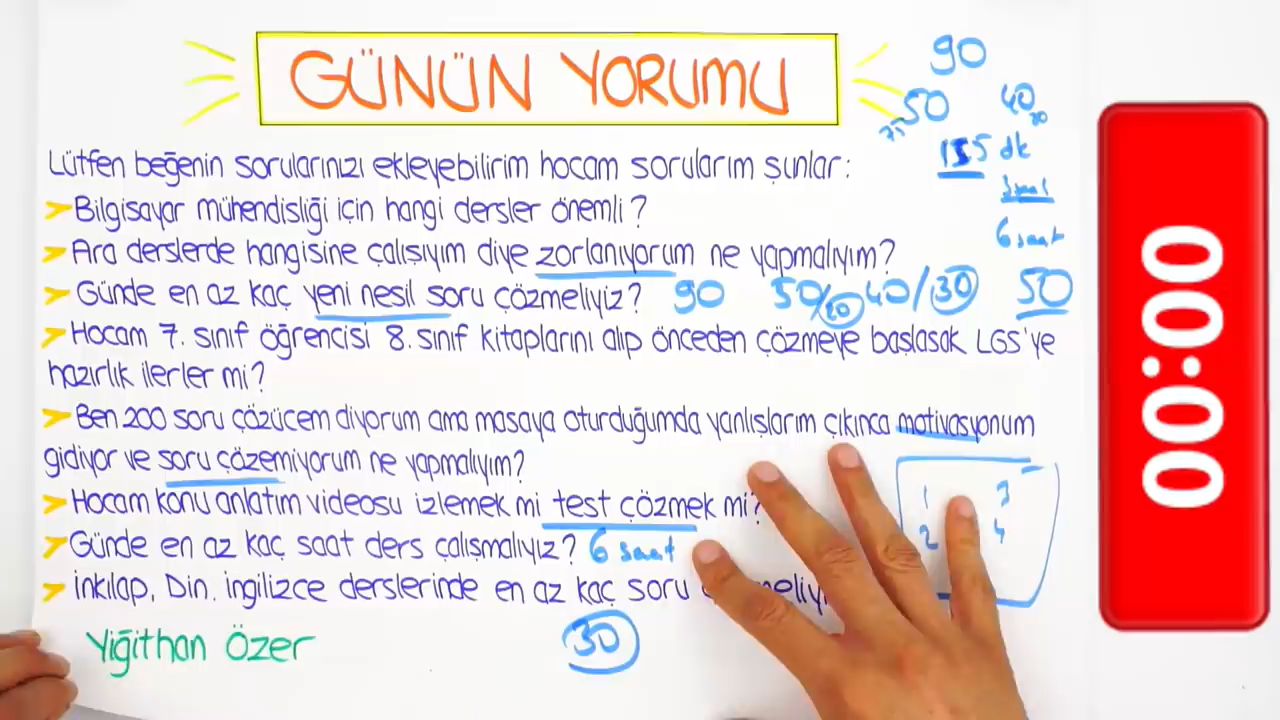 GÜNÜN YORUMU
90
50 40
75 20
155 dk
3 saat
6 saat
Lütfen beğenin sorularınızı ekleyebilirim hocam sorularım şunlar:
➤ Bilgisayar mühendisliği için hangi dersler önemli?
➤ Ara derslerde hangisine çalışıyım diye zorlanıyorum ne yapmalıyım?
➤ Günde en az kaç yeni nesil soru çözmeliyiz? 90 50/20 40/30 50
➤ Hocam 7. sınıf öğrencisi 8. sınıf kitaplarını alıp önceden çözmeye başlasak LGS'ye
hazırlık ilerler mi?
➤ Ben 200 soru çözücem diyorum ama masaya oturduğumda yanlışlarım çıkınca motivasyonum
gidiyor ve soru çözemiyorum ne yapmalıyım?
1 3
2 4
➤ Hocam konu anlatım videosu izlemek mi test çözmek mi?
➤ Günde en az kaç saat ders çalışmalıyız? 6 saat
➤ İnkılap, Din, ingilizce derslerinde en az kaç soru
30
Yiğithan Özer
00:00